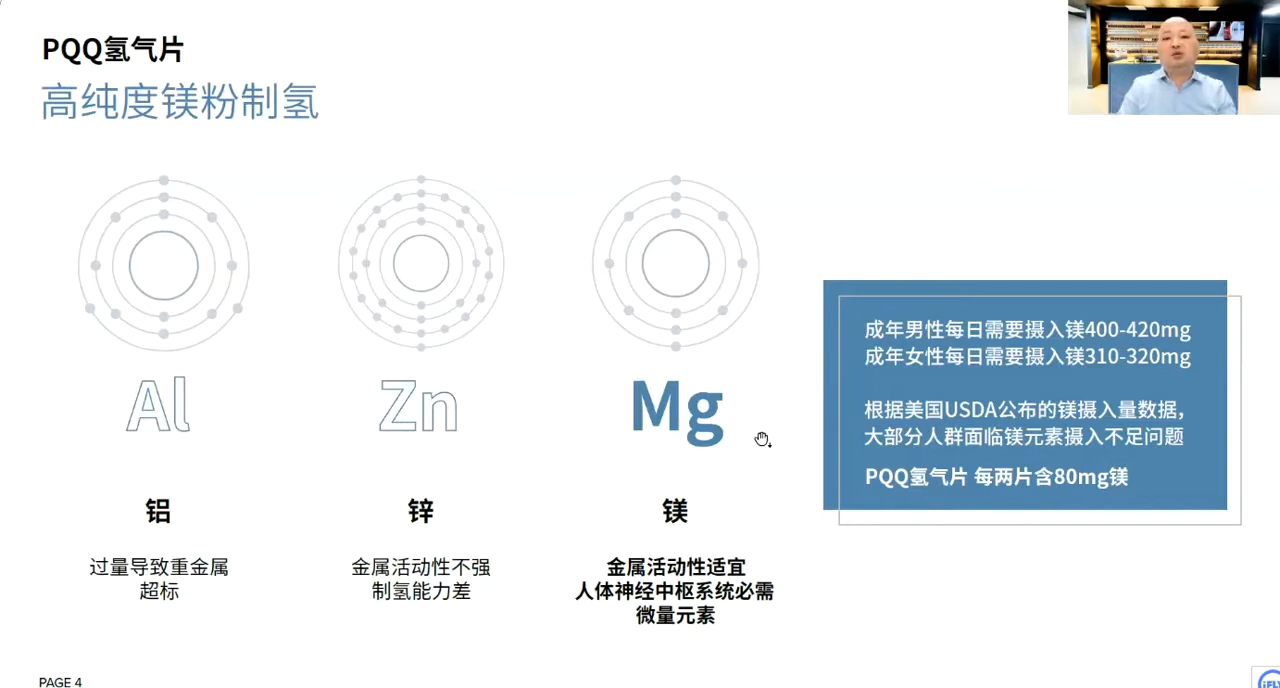 PQQ氢气片
高纯度镁粉制氢
Al
Zn
Mg
铝
锌
镁
过量导致重金属
超标
金属活动性不强
制氢能力差
金属活动性适宜
人体神经中枢系统必需
微量元素
成年男性每日需要摄入镁400-420mg
成年女性每日需要摄入镁310-320mg
根据美国USDA公布的镁摄入量数据，
大部分人群面临镁元素摄入不足问题
PQQ氢气片 每两片含80mg镁
PAGE 4